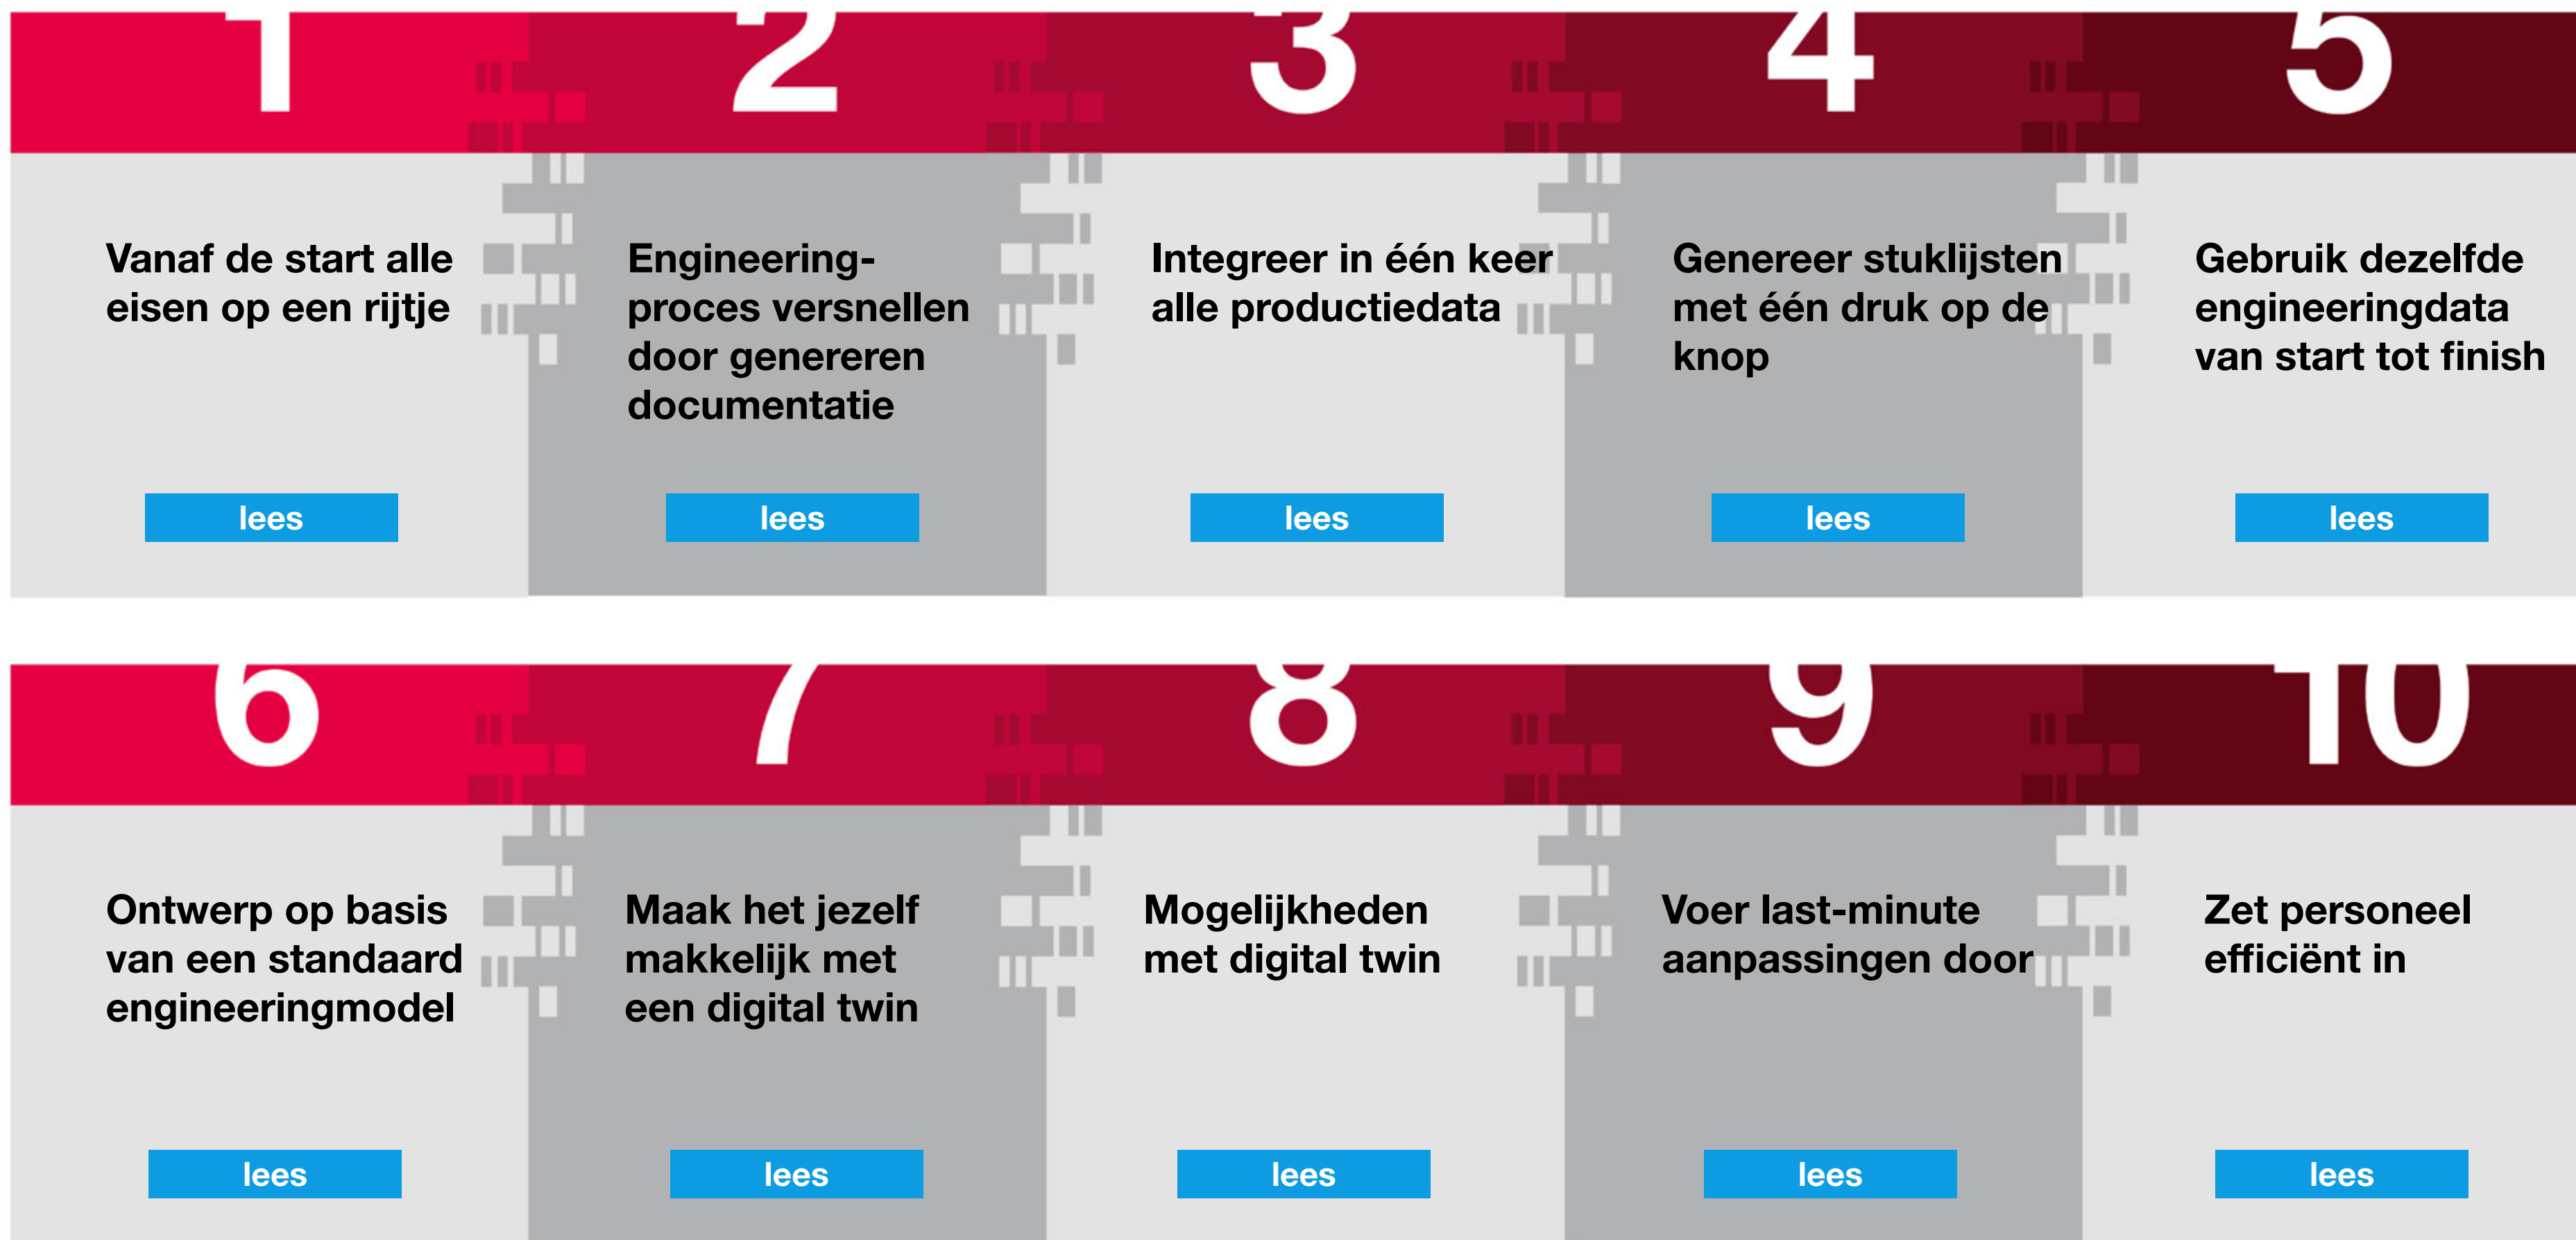 1
2
3
4
5
Vanaf de start alle
eisen op een rijtje
lees
Engineering-
proces versnellen
door genereren
documentatie
lees
Integreer in één keer
alle productiedata
lees
Genereer stuklijsten
met één druk op de
knop
lees
Gebruik dezelfde
engineeringdata
van start tot finish
lees
6
7
8
9
10
Ontwerp op basis
van een standaard
engineeringmodel
lees
Maak het jezelf
makkelijk met
een digital twin
lees
Mogelijkheden
met digital twin
lees
Voer last-minute
aanpassingen door
lees
Zet personeel
efficiënt in
lees